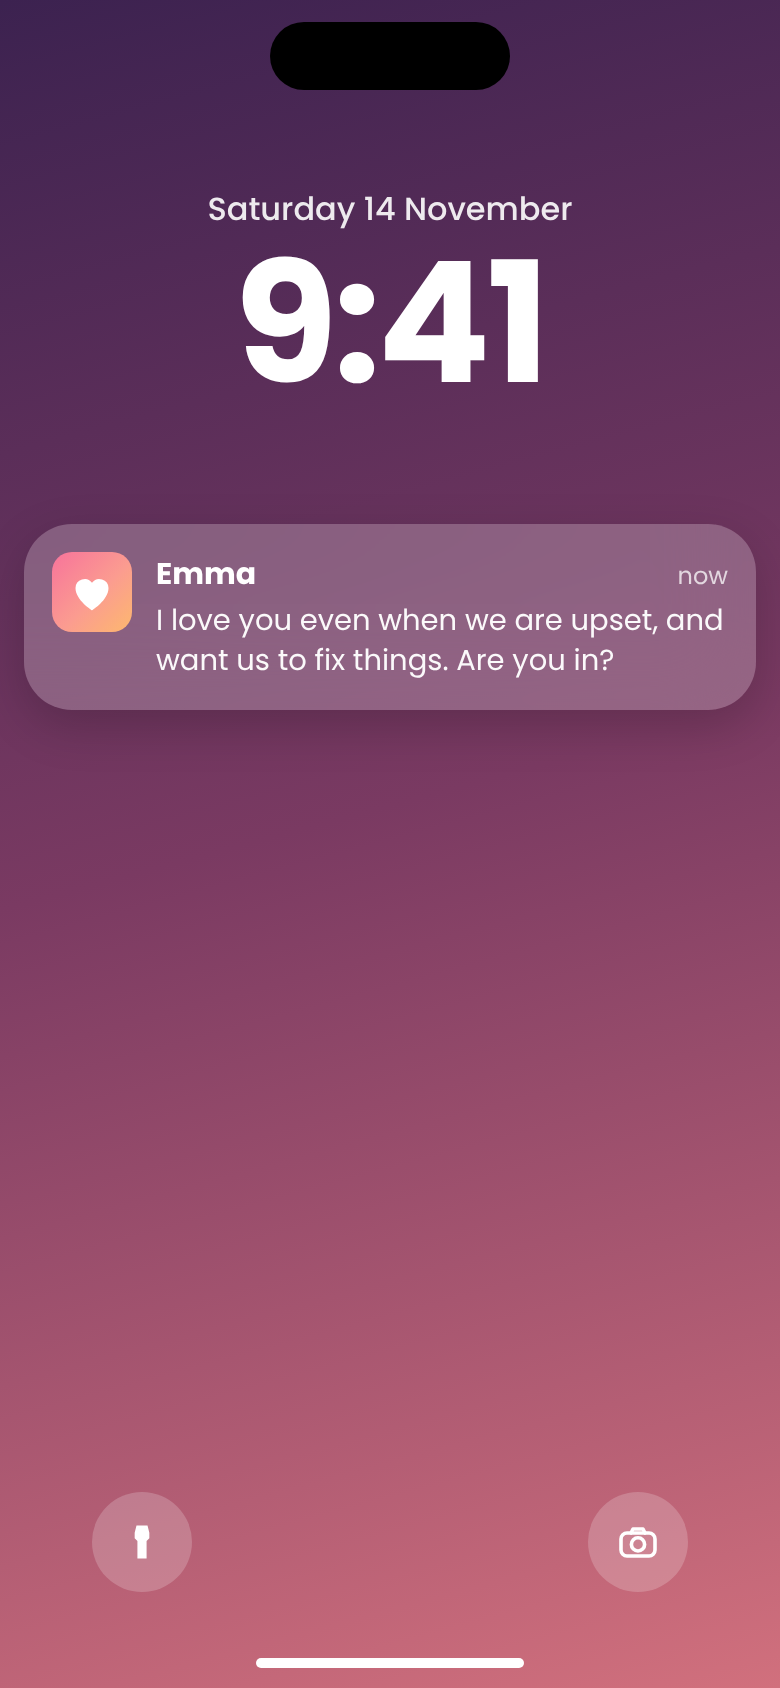 Saturday 14 November
9:41
Emma
now
I love you even when we are upset, and
want us to fix things. Are you in?